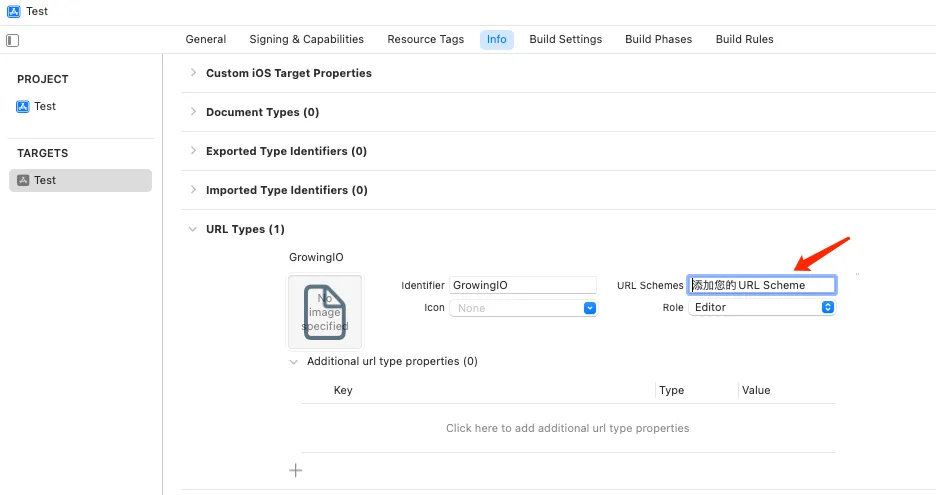 Test
General Signing & Capabilities Resource Tags Info Build Settings Build Phases Build Rules
PROJECT
Test
TARGETS
Test
Custom iOS Target Properties
Document Types (0)
Exported Type Identifiers (0)
Imported Type Identifiers (0)
URL Types (1)
GrowingIO
No image specified
Identifier GrowingIO URL Schemes 添加您的 URL Scheme
Icon None Role Editor
Additional url type properties (0)
Key Type Value
Click here to add additional url type properties